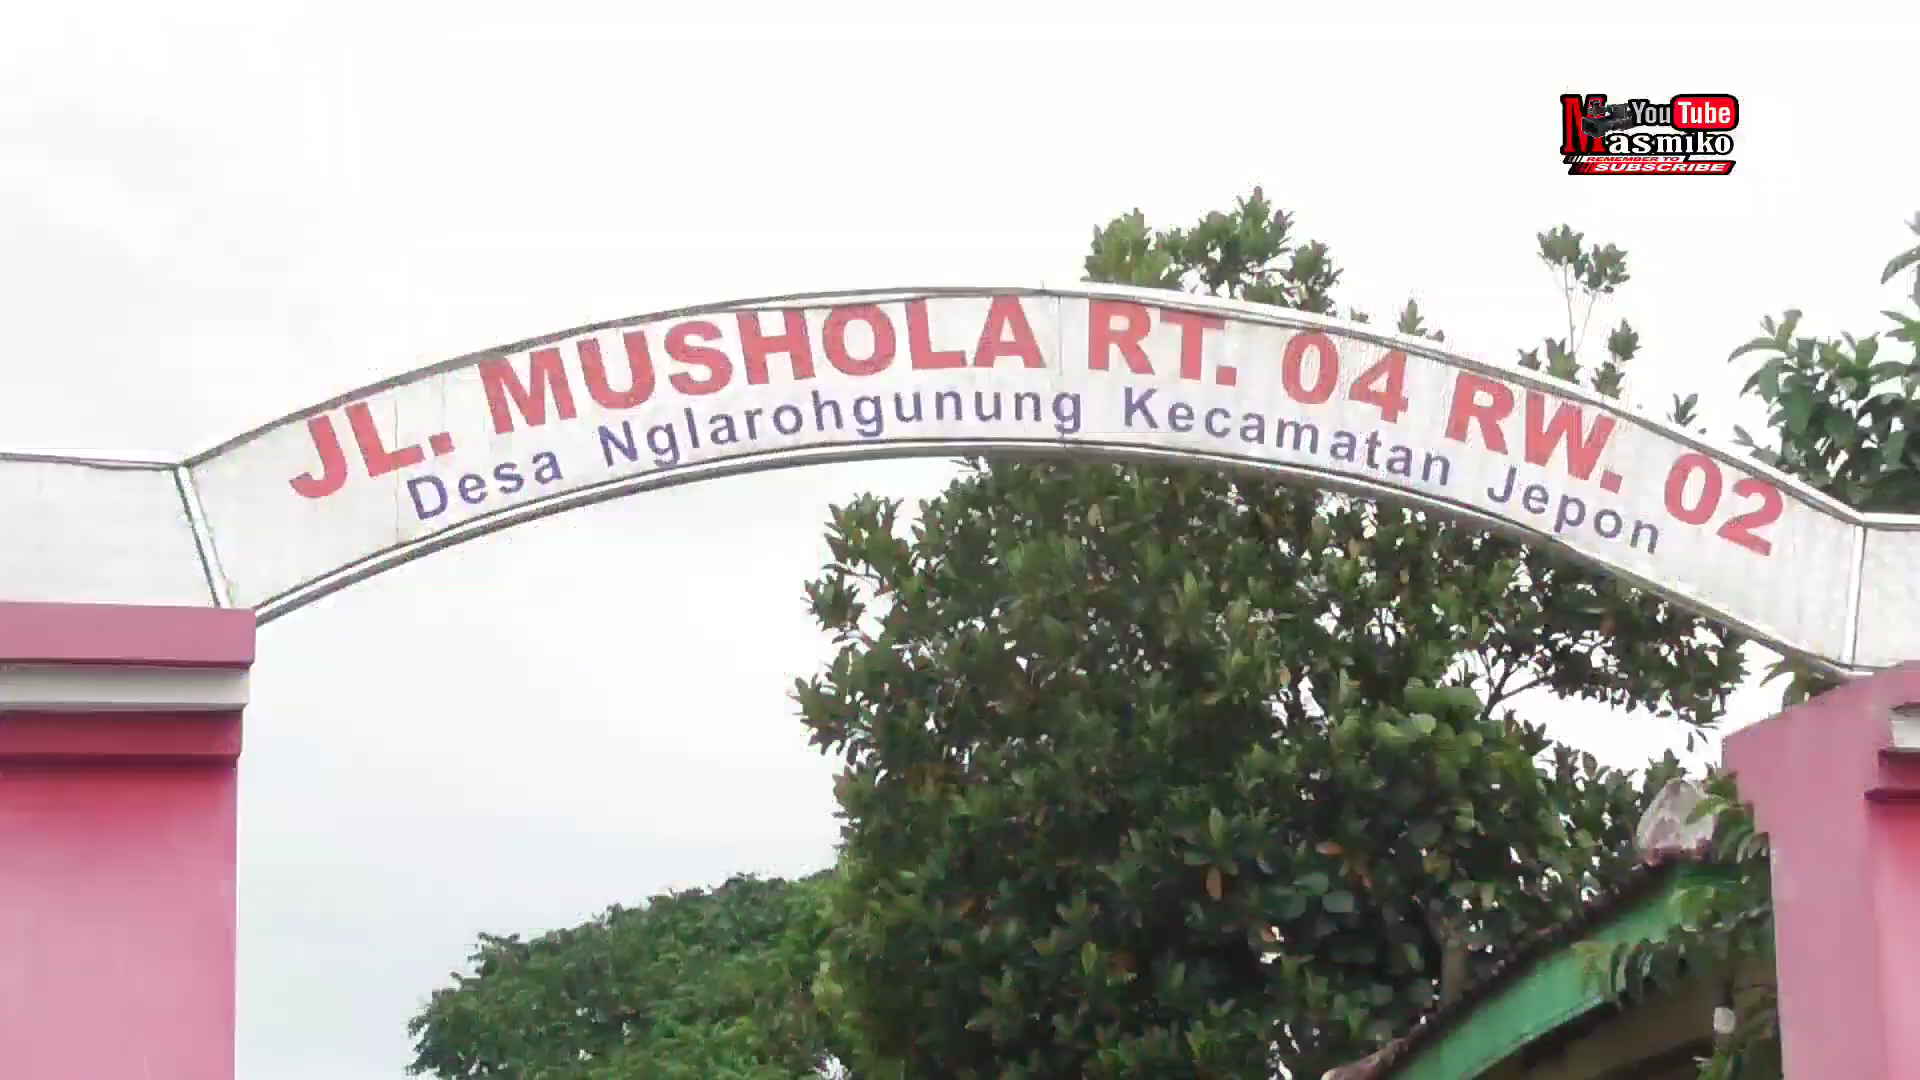 YouTube
Masmiko
REMEMBER TO
SUBSCRIBE
JL. MUSHOLA RT. 04 RW. 02
Desa Nglarohgunung Kecamatan Jepon